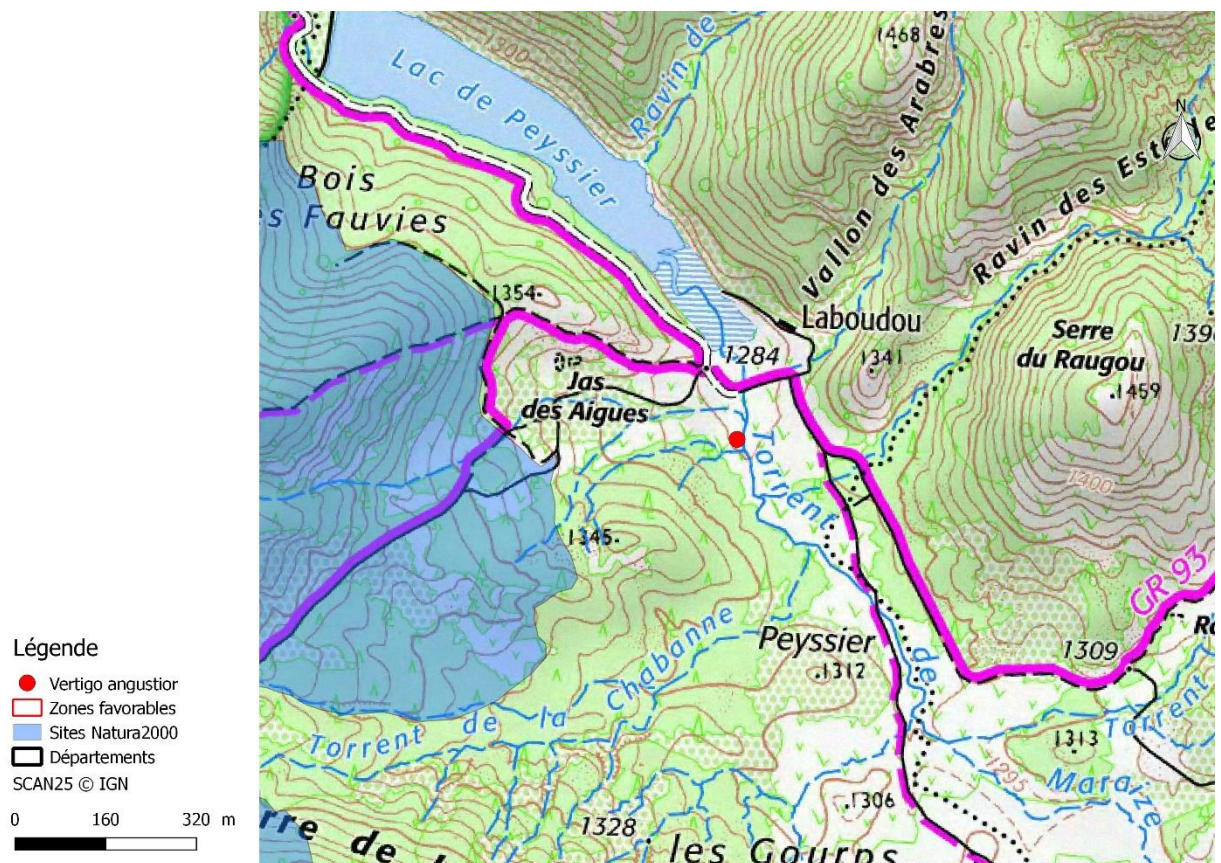 1468
Lac de Peyssier
1300
Ravin de
Vallon des Arabres
N
Ravin des
Bois
Fauvies
1354
Laboudou
1284
1341
Serre
du Raugou
1459
Jas
des Aigues
1400
Torrent
1345
GR 93
Peyssier
1312
de
1309
Torrent de la Chabanne
Torrent
1313
1295
Maraize
1306
1328
les Gourps
Légende
Vertigo angustior
Zones favorables
Sites Natura2000
Départements
SCAN25 © IGN
0 160 320 m